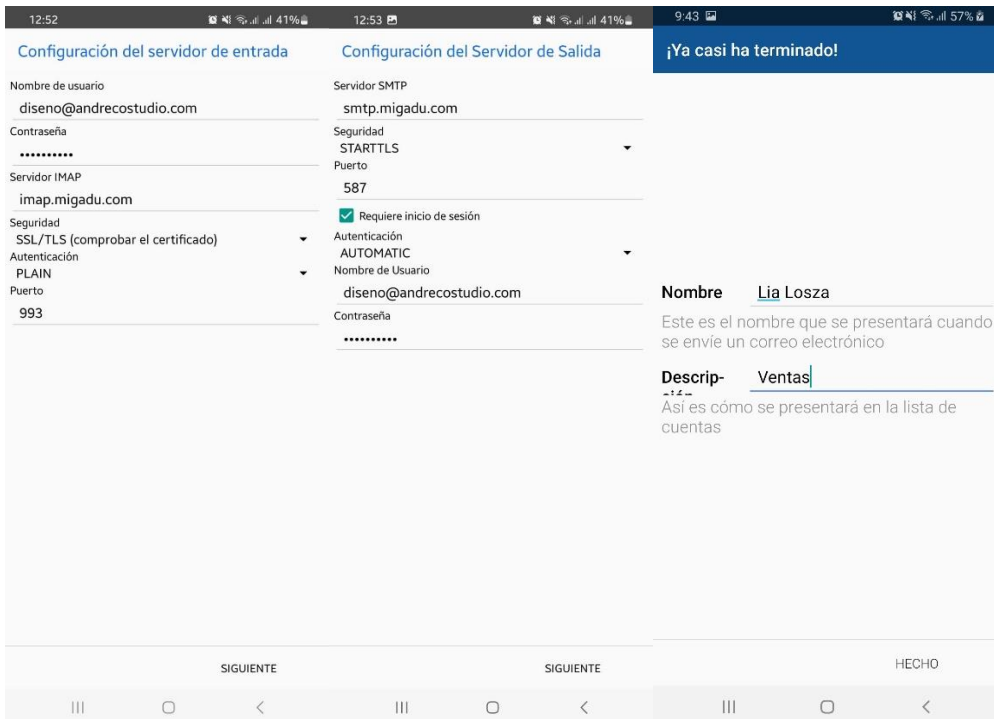 12:52
41%
Configuración del servidor de entrada
Nombre de usuario
diseno@andrecostudio.com
Contraseña
••••••••••
Servidor IMAP
imap.migadu.com
Seguridad
SSL/TLS (comprobar el certificado)
Autenticación
PLAIN
Puerto
993
SIGUIENTE
12:53
41%
Configuración del Servidor de Salida
Servidor SMTP
smtp.migadu.com
Seguridad
STARTTLS
Puerto
587
Requiere inicio de sesión
Autenticación
AUTOMATIC
Nombre de Usuario
diseno@andrecostudio.com
Contraseña
••••••••••
SIGUIENTE
9:43
57%
¡Ya casi ha terminado!
Nombre Lia Losza
Este es el nombre que se presentará cuando
se envíe un correo electrónico
Descrip- Ventas
ción
Así es cómo se presentará en la lista de
cuentas
HECHO